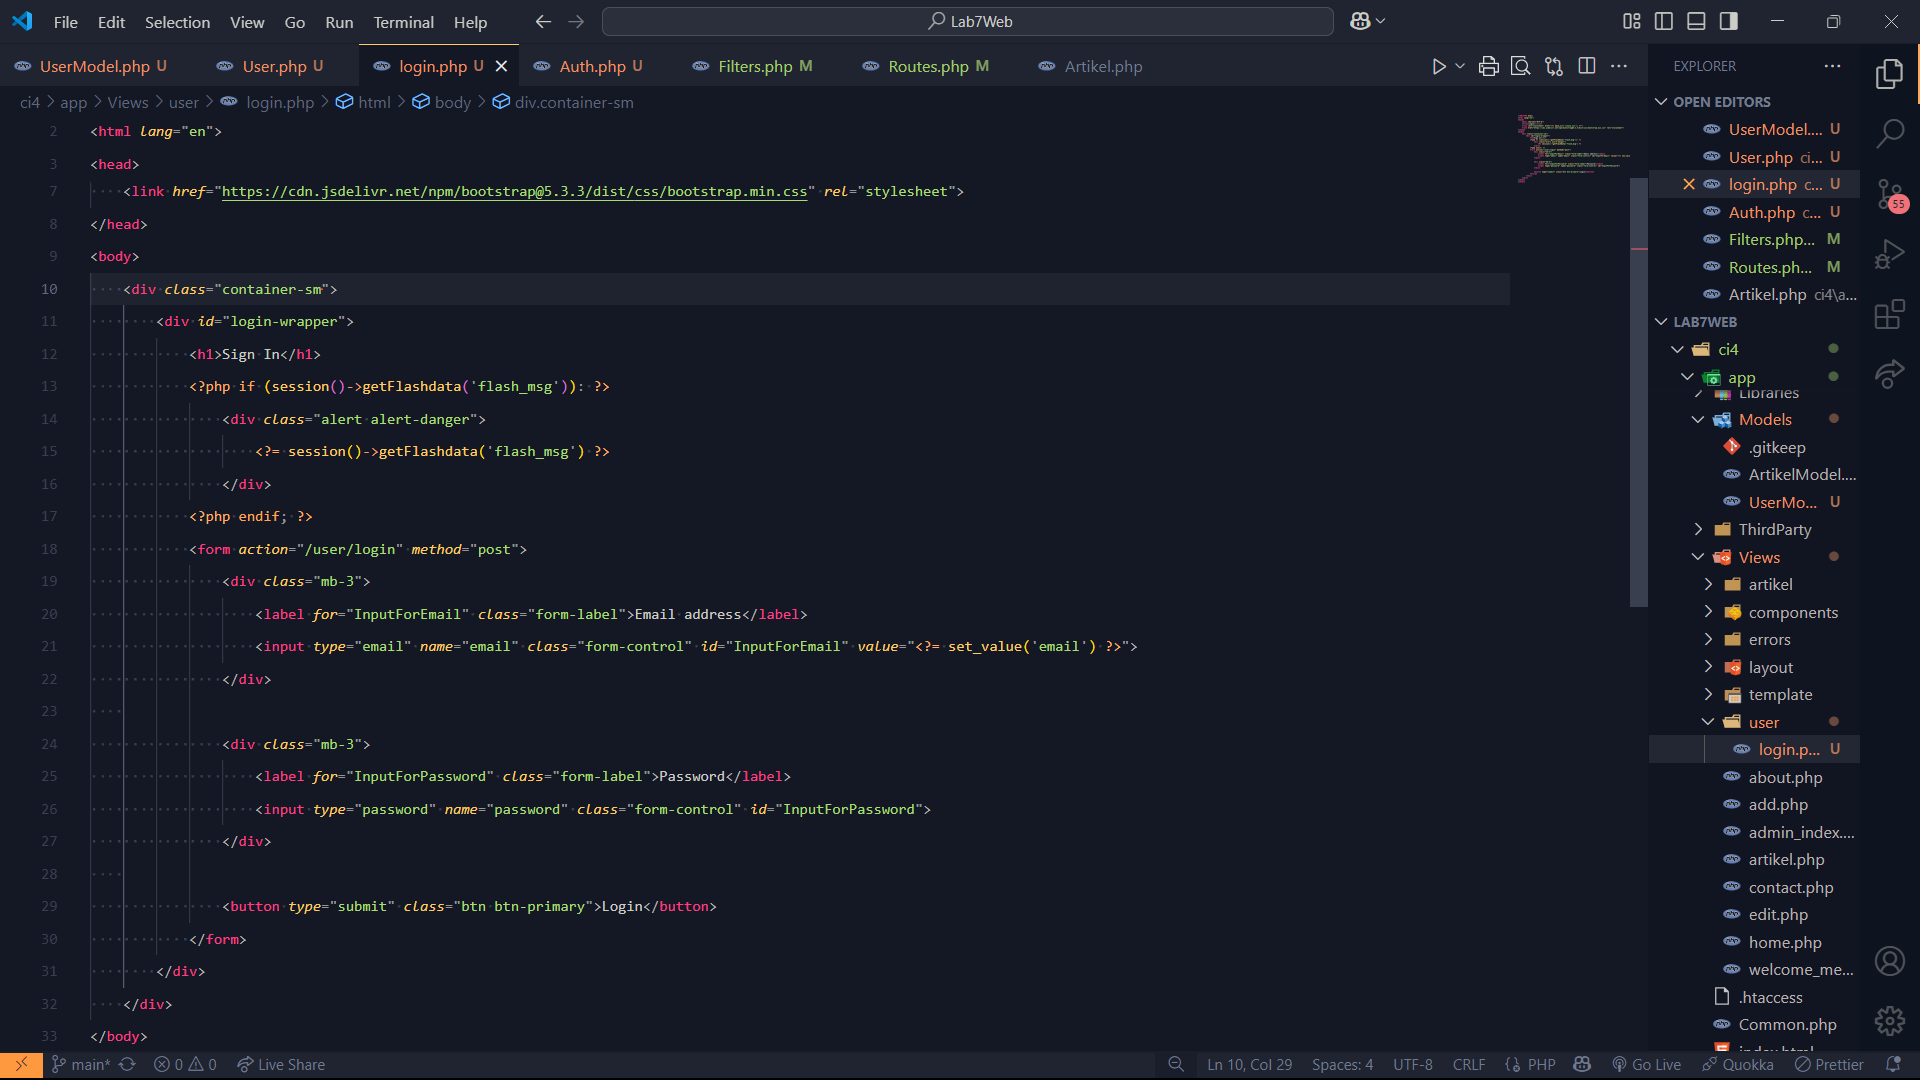 File Edit Selection View Go Run Terminal Help
Lab7Web
UserModel.php U
User.php U
login.php U
Auth.php U
Filters.php M
Routes.php M
Artikel.php
ci4 > app > Views > user > login.php > html > body > div.container-sm
2 <html lang="en">
3 <head>
7 <link href="https://cdn.jsdelivr.net/npm/bootstrap@5.3.3/dist/css/bootstrap.min.css" rel="stylesheet">
8 </head>
9 <body>
10 <div class="container-sm">
11 <div id="login-wrapper">
12 <h1>Sign In</h1>
13 <?php if (session()->getFlashdata('flash_msg')): ?>
14 <div class="alert alert-danger">
15 <?= session()->getFlashdata('flash_msg') ?>
16 </div>
17 <?php endif; ?>
18 <form action="/user/login" method="post">
19 <div class="mb-3">
20 <label for="InputForEmail" class="form-label">Email address</label>
21 <input type="email" name="email" class="form-control" id="InputForEmail" value="<?= set_value('email') ?>">
22 </div>
23
24 <div class="mb-3">
25 <label for="InputForPassword" class="form-label">Password</label>
26 <input type="password" name="password" class="form-control" id="InputForPassword">
27 </div>
28
29 <button type="submit" class="btn btn-primary">Login</button>
30 </form>
31 </div>
32 </div>
33 </body>
EXPLORER
OPEN EDITORS
UserModel.... U
User.php ci... U
login.php c... U
Auth.php c... U
Filters.php... M
Routes.ph... M
Artikel.php ci4\a...
LAB7WEB
ci4
app
Libraries
Models
.gitkeep
ArtikelModel....
UserMo... U
ThirdParty
Views
artikel
components
errors
layout
template
user
login.p... U
about.php
add.php
admin_index....
artikel.php
contact.php
edit.php
home.php
welcome_me...
.htaccess
Common.php
index.html
55
main* 0 0 Live Share
Ln 10, Col 29 Spaces: 4 UTF-8 CRLF {} PHP Go Live Quokka Prettier